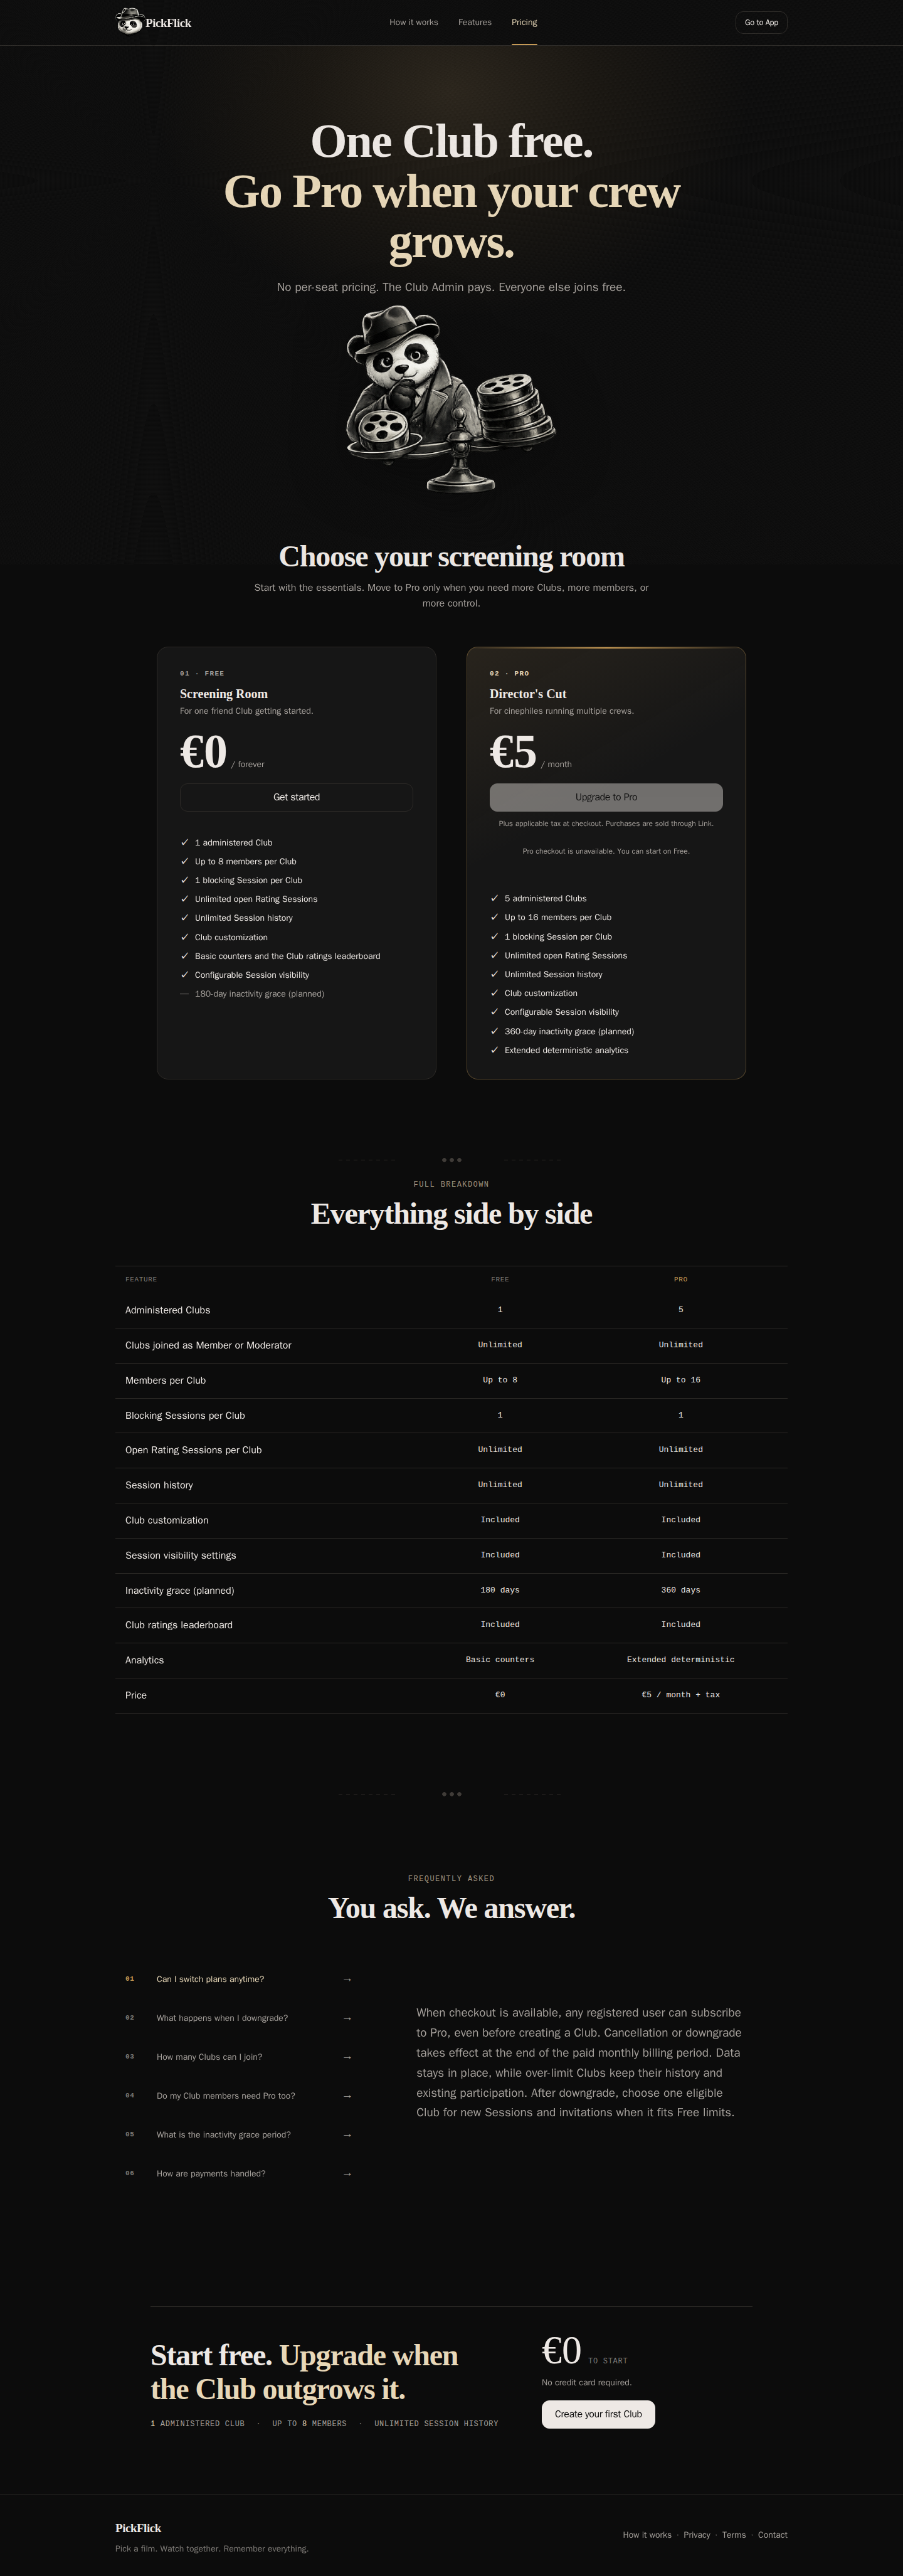 PickFlick
How it works
Features
Pricing
Go to App
One Club free.
Go Pro when your crew
grows.
No per-seat pricing. The Club Admin pays. Everyone else joins free.
Choose your screening room
Start with the essentials. Move to Pro only when you need more Clubs, more members, or
more control.
01 · FREE
Screening Room
For one friend Club getting started.
€0 / forever
Get started
✓ 1 administered Club
✓ Up to 8 members per Club
✓ 1 blocking Session per Club
✓ Unlimited open Rating Sessions
✓ Unlimited Session history
✓ Club customization
✓ Basic counters and the Club ratings leaderboard
✓ Configurable Session visibility
— 180-day inactivity grace (planned)
02 · PRO
Director's Cut
For cinephiles running multiple crews.
€5 / month
Upgrade to Pro
Plus applicable tax at checkout. Purchases are sold through Link.
Pro checkout is unavailable. You can start on Free.
✓ 5 administered Clubs
✓ Up to 16 members per Club
✓ 1 blocking Session per Club
✓ Unlimited open Rating Sessions
✓ Unlimited Session history
✓ Club customization
✓ Configurable Session visibility
✓ 360-day inactivity grace (planned)
✓ Extended deterministic analytics
FULL BREAKDOWN
Everything side by side
FEATURE FREE PRO
Administered Clubs 1 5
Clubs joined as Member or Moderator Unlimited Unlimited
Members per Club Up to 8 Up to 16
Blocking Sessions per Club 1 1
Open Rating Sessions per Club Unlimited Unlimited
Session history Unlimited Unlimited
Club customization Included Included
Session visibility settings Included Included
Inactivity grace (planned) 180 days 360 days
Club ratings leaderboard Included Included
Analytics Basic counters Extended deterministic
Price €0 €5 / month + tax
FREQUENTLY ASKED
You ask. We answer.
01 Can I switch plans anytime? →
02 What happens when I downgrade? →
03 How many Clubs can I join? →
04 Do my Club members need Pro too? →
05 What is the inactivity grace period? →
06 How are payments handled? →
When checkout is available, any registered user can subscribe
to Pro, even before creating a Club. Cancellation or downgrade
takes effect at the end of the paid monthly billing period. Data
stays in place, while over-limit Clubs keep their history and
existing participation. After downgrade, choose one eligible
Club for new Sessions and invitations when it fits Free limits.
Start free. Upgrade when
the Club outgrows it.
1 ADMINISTERED CLUB · UP TO 8 MEMBERS · UNLIMITED SESSION HISTORY
€0 TO START
No credit card required.
Create your first Club
PickFlick
Pick a film. Watch together. Remember everything.
How it works · Privacy · Terms · Contact